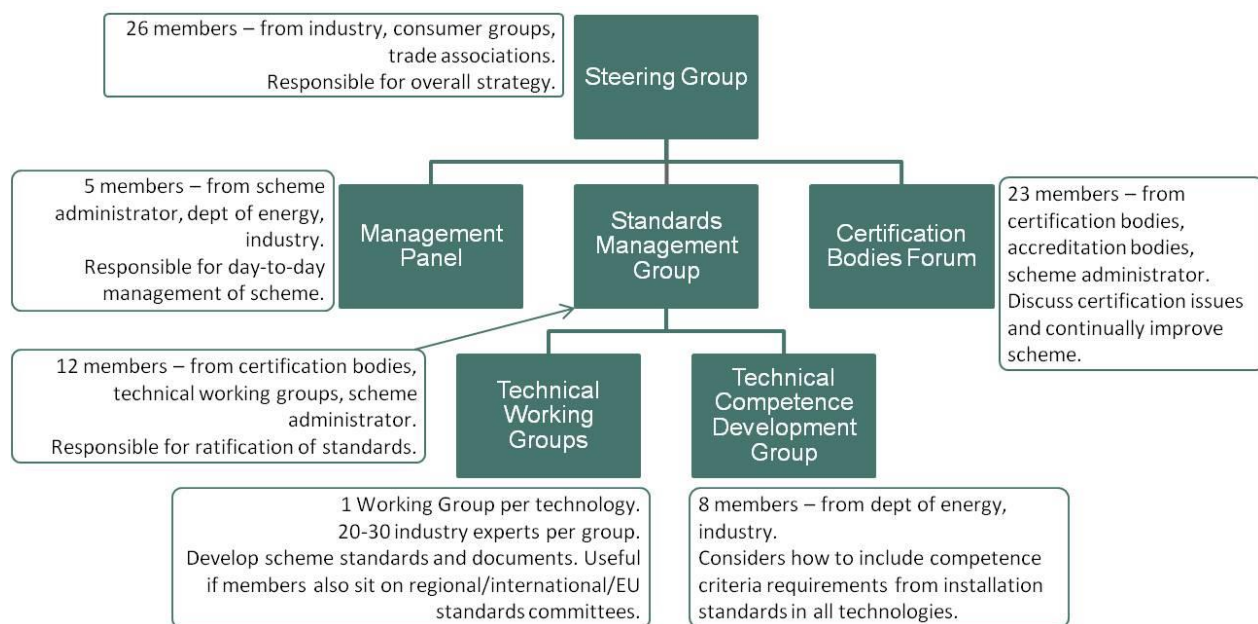 26 members – from industry, consumer groups,
trade associations.
Responsible for overall strategy.
Steering Group
5 members – from scheme
administrator, dept of energy,
industry.
Responsible for day-to-day
management of scheme.
Management
Panel
Standards
Management
Group
Certification
Bodies Forum
23 members – from
certification bodies,
accreditation bodies,
scheme administrator.
Discuss certification issues
and continually improve
scheme.
12 members – from certification bodies,
technical working groups, scheme
administrator.
Responsible for ratification of standards.
Technical
Working
Groups
Technical
Competence
Development
Group
1 Working Group per technology.
20-30 industry experts per group.
Develop scheme standards and documents. Useful
if members also sit on regional/international/EU
standards committees.
8 members – from dept of energy,
industry.
Considers how to include competence
criteria requirements from installation
standards in all technologies.